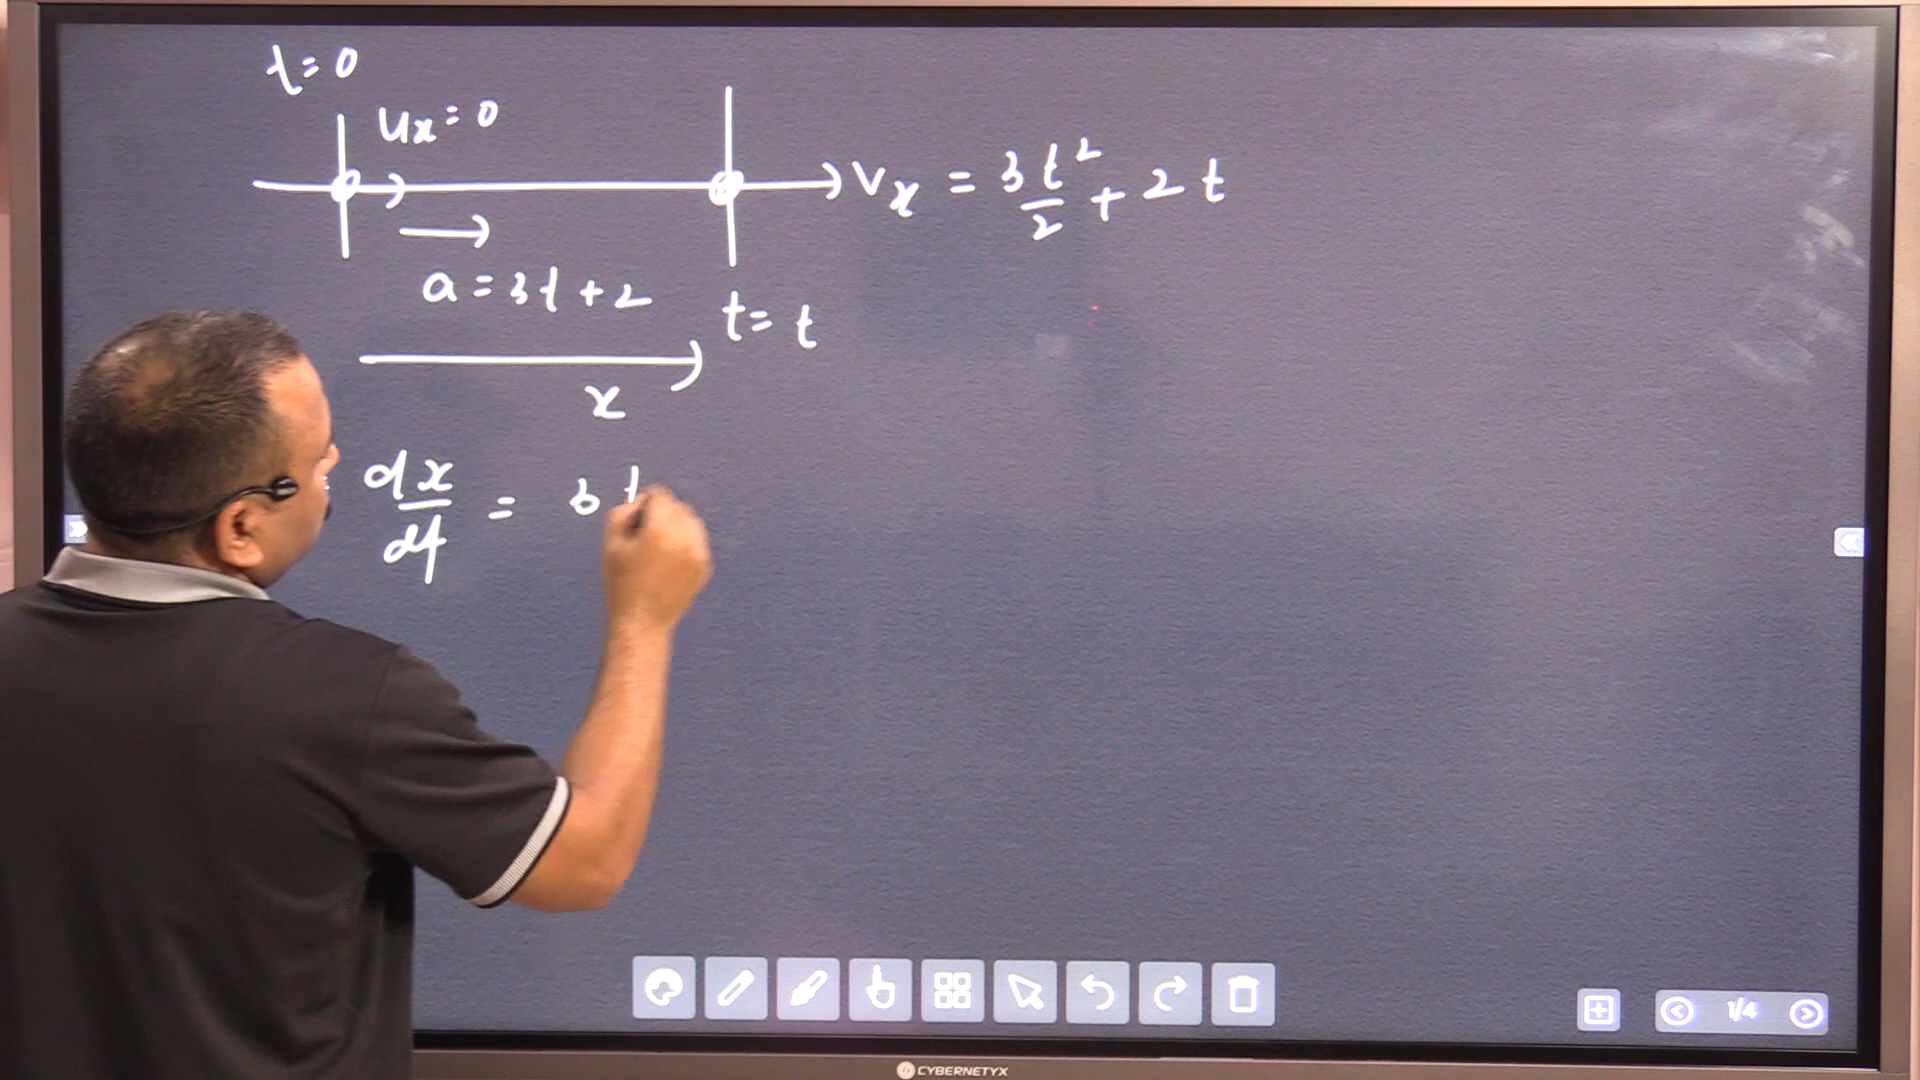 t=0
ux=0
vx = 3t²/2 + 2t
a=3t+2
t=t
x
dx/dt = 3t
1/4
CYBERNETYX